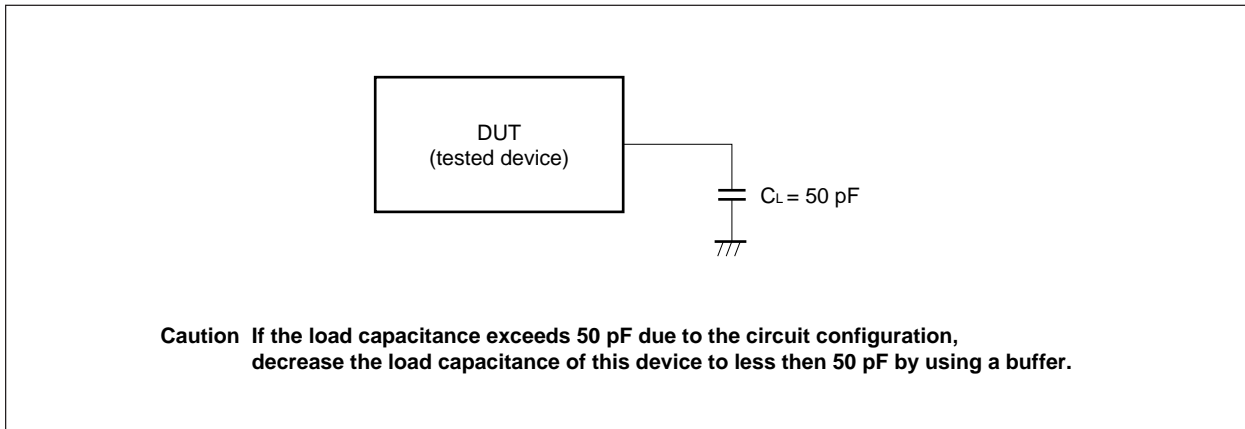 DUT
(tested device)
CL = 50 pF
Caution If the load capacitance exceeds 50 pF due to the circuit configuration,
decrease the load capacitance of this device to less then 50 pF by using a buffer.